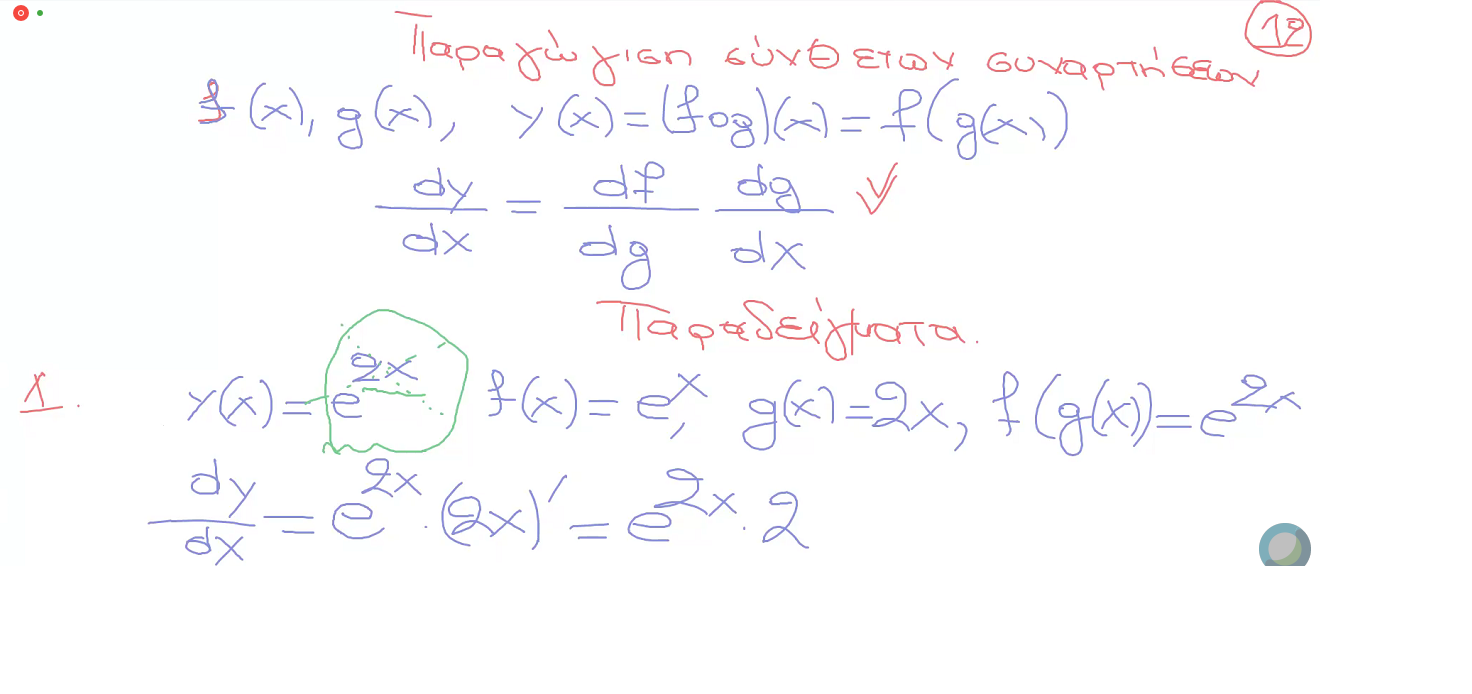 12
Παραγώγιση σύνθετων συναρτήσεων
f(x), g(x), y(x)=(fog)(x)=f(g(x))
dy/dx = df/dg dg/dx
Παραδείγματα.
1. y(x)=e^{2x} f(x)=e^x, g(x)=2x, f(g(x))=e^{2x}
dy/dx = e^{2x}·(2x)'=e^{2x}·2